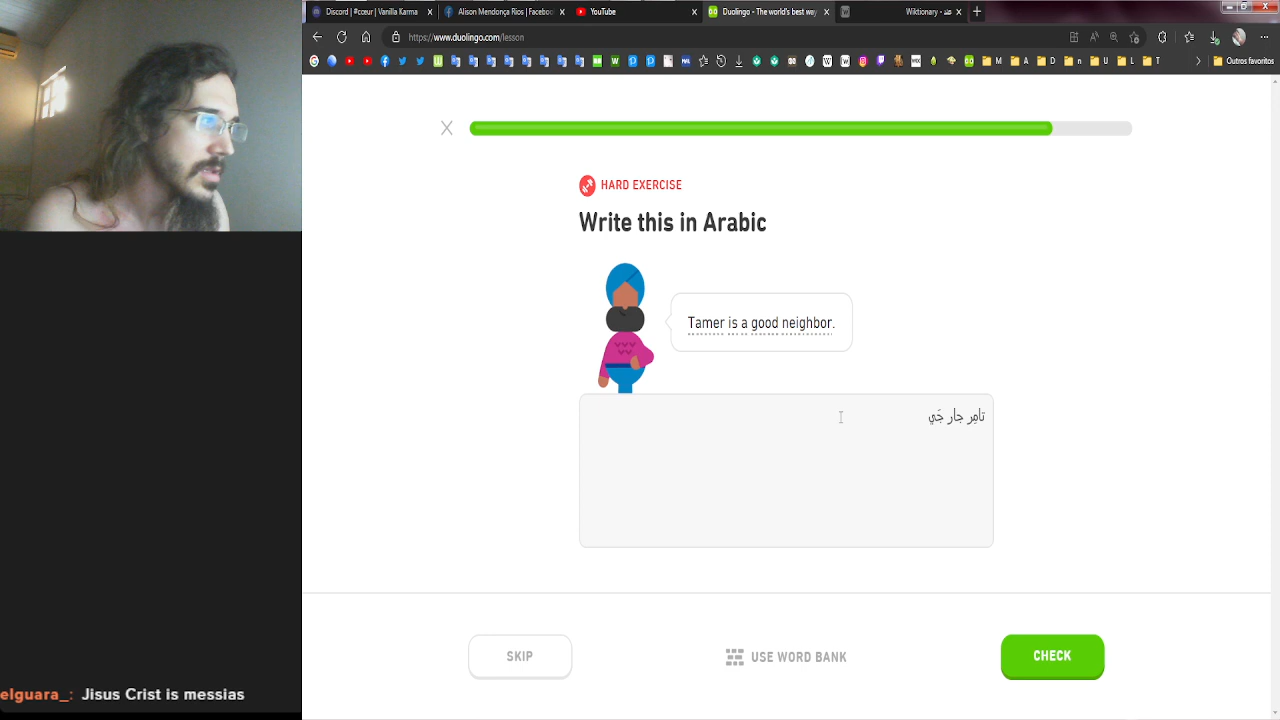 Discord | #cœur | Vanilla Karma
Alison Mendonça Rios | Facebook
YouTube
Duolingo - The world's best way
Wiktionary
https://www.duolingo.com/lesson
M
A
D
n
U
L
T
Outros favoritos
X
HARD EXERCISE
Write this in Arabic
Tamer is a good neighbor.
تامِر جار جَي
SKIP
USE WORD BANK
CHECK
elguara_: Jisus Crist is messias